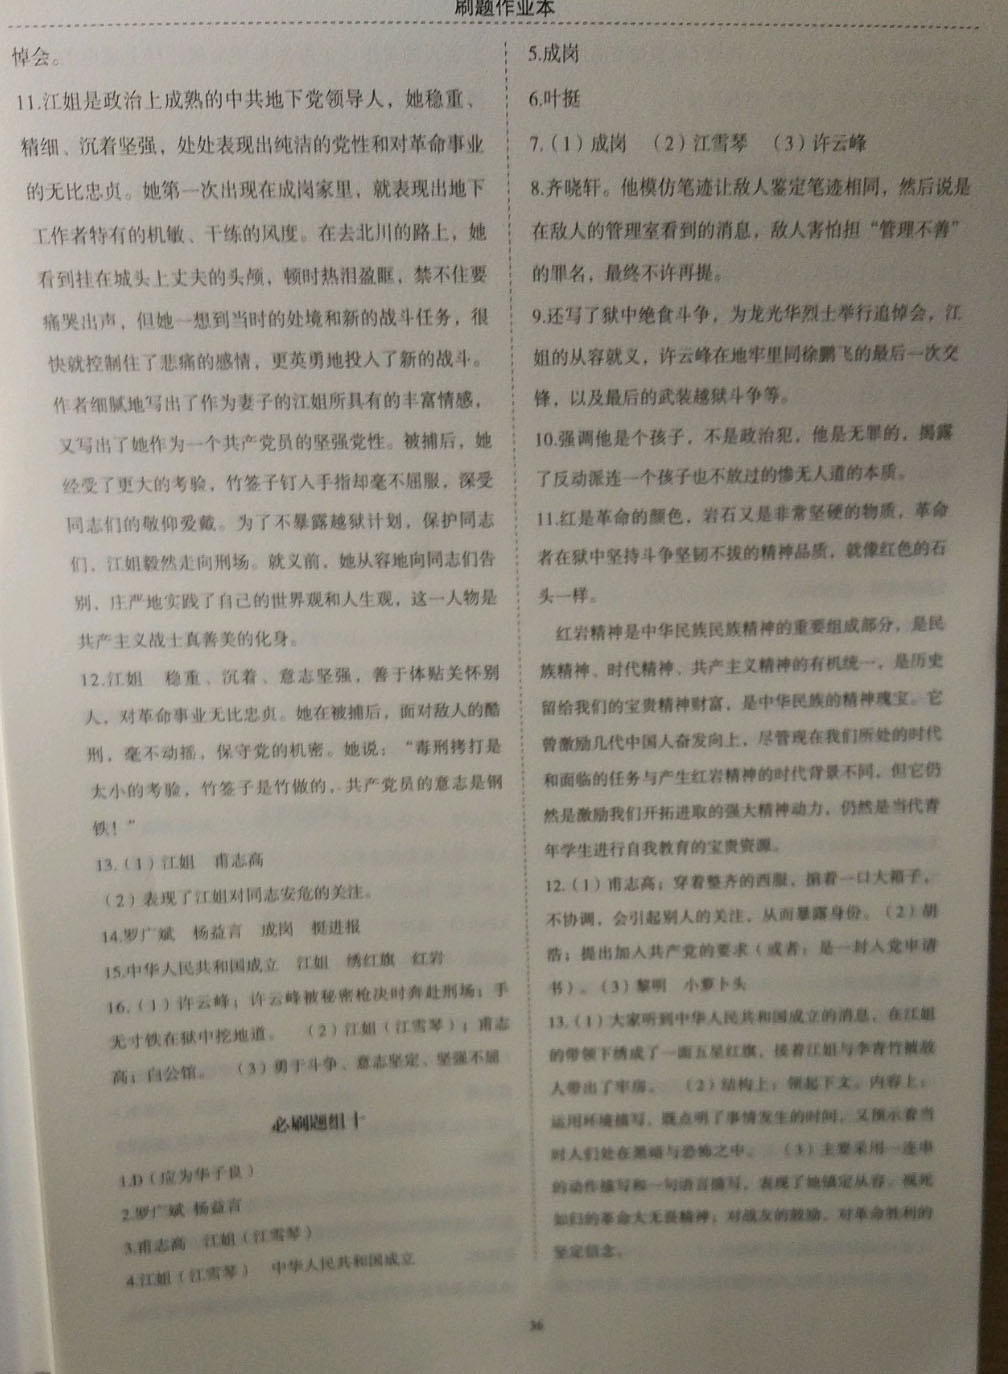 刷题作业本
悼会。
11.江姐是政治上成熟的中共地下党领导人，她稳重、
精细、沉着坚强，处处表现出纯洁的党性和对革命事业
的无比忠贞。她第一次出现在成岗家里，就表现出地下
工作者特有的机敏、干练的风度。在去北川的路上，她
看到挂在城头上丈夫的头颅，顿时热泪盈眶，禁不住要
痛哭出声，但她一想到当时的处境和新的战斗任务，很
快就控制住了悲痛的感情，更英勇地投入了新的战斗。
作者细腻地写出了作为妻子的江姐所具有的丰富情感，
又写出了她作为一个共产党员的坚强党性。被捕后，她
经受了更大的考验，竹签子钉入手指却毫不屈服，深受
同志们的敬仰爱戴。为了不暴露越狱计划，保护同志
们，江姐毅然走向刑场。就义前，她从容地向同志们告
别，庄严地实践了自己的世界观和人生观，这一人物是
共产主义战士真善美的化身。
12.江姐　稳重、沉着、意志坚强，善于体贴关怀别
人，对革命事业无比忠贞。她在被捕后，面对敌人的酷
刑，毫不动摇，保守党的机密。她说：“毒刑拷打是
太小的考验，竹签子是竹做的，共产党员的意志是钢
铁！”
13.（1）江姐　甫志高
（2）表现了江姐对同志安危的关注。
14.罗广斌　杨益言　成岗　挺进报
15.中华人民共和国成立　江姐　绣红旗　红岩
16.（1）许云峰；许云峰被秘密枪决时奔赴刑场；手
无寸铁在狱中挖地道。　（2）江姐（江雪琴）；甫志
高；白公馆。　（3）勇于斗争、意志坚定、坚强不屈
必刷题组十
1.D（应为华子良）
2.罗广斌 杨益言
3.甫志高　江姐（江雪琴）
4.江姐（江雪琴）　中华人民共和国成立
5.成岗
6.叶挺
7.（1）成岗　（2）江雪琴　（3）许云峰
8.齐晓轩。他模仿笔迹让敌人鉴定笔迹相同，然后说是
在敌人的管理室看到的消息，敌人害怕担“管理不善”
的罪名，最终不许再提。
9.还写了狱中绝食斗争，为龙光华烈士举行追悼会，江
姐的从容就义，许云峰在地牢里同徐鹏飞的最后一次交
锋，以及最后的武装越狱斗争等。
10.强调他是个孩子，不是政治犯，他是无罪的，揭露
了反动派连一个孩子也不放过的惨无人道的本质。
11.红是革命的颜色，岩石又是非常坚硬的物质，革命
者在狱中坚持斗争坚韧不拔的精神品质，就像红色的石
头一样。
红岩精神是中华民族民族精神的重要组成部分，是民
族精神、时代精神、共产主义精神的有机统一，是历史
留给我们的宝贵精神财富，是中华民族的精神瑰宝。它
曾激励几代中国人奋发向上，尽管现在我们所处的时代
和面临的任务与产生红岩精神的时代背景不同，但它仍
然是激励我们开拓进取的强大精神动力，仍然是当代青
年学生进行自我教育的宝贵资源。
12.（1）甫志高；穿着整齐的西服，掮着一口大箱子，
不协调，会引起别人的关注，从而暴露身份。（2）胡
浩；提出加入共产党的要求（或者：是一封入党申请
书）。（3）黎明　小萝卜头
13.（1）大家听到中华人民共和国成立的消息，在江姐
的带领下绣成了一面五星红旗，接着江姐与李青竹被敌
人带出了牢房。　（2）结构上：领起下文。内容上：
运用环境描写，既点明了事情发生的时间，又预示着当
时人们处在黑暗与恐怖之中。　（3）主要采用一连串
的动作描写和一句语言描写，表现了她镇定从容、视死
如归的革命大无畏精神；对战友的鼓励，对革命胜利的
坚定信念。
36